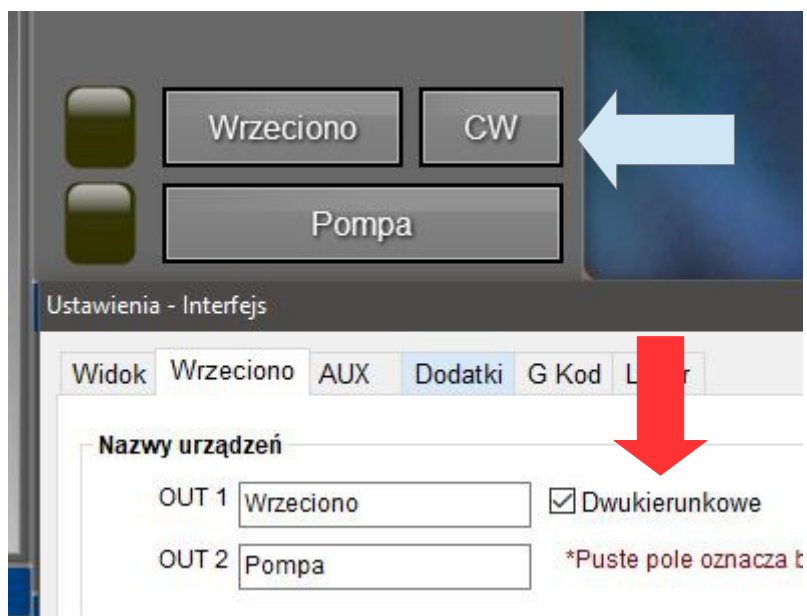 Wrzeciono CW
Pompa
Ustawienia - Interfejs
Widok Wrzeciono AUX Dodatki G Kod
Nazwy urządzeń
OUT 1 Wrzeciono Dwukierunkowe
OUT 2 Pompa *Puste pole oznacza